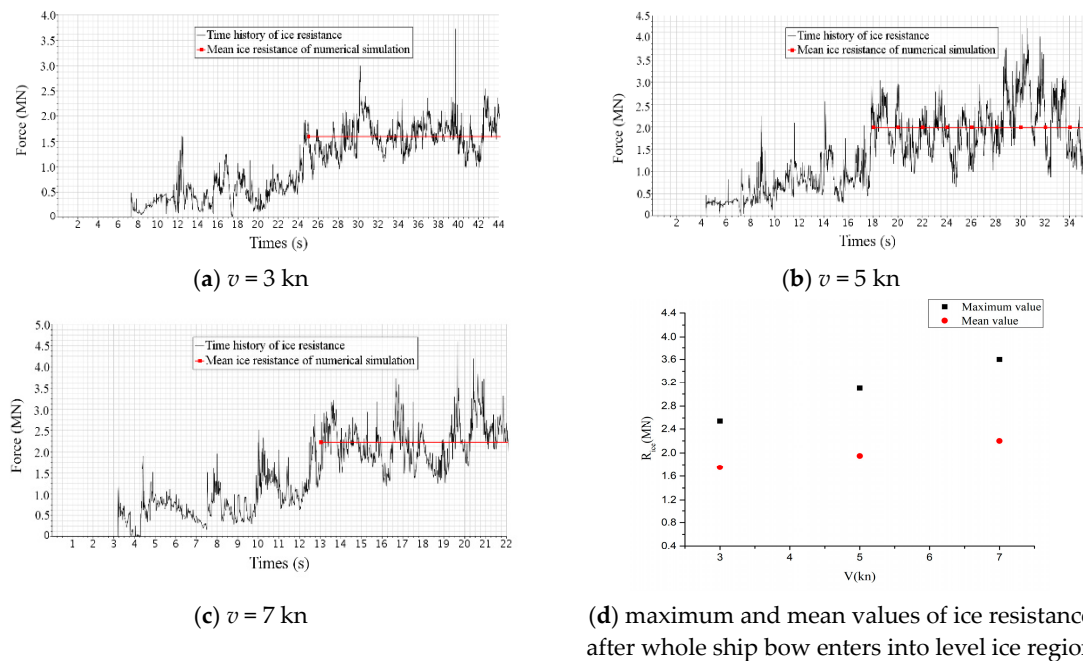 4.0
3.5
3.0
2.5
2.0
1.5
1.0
0.5
0
Force (MN)
Time history of ice resistance
Mean ice resistance of numerical simulation
2 4 6 8 10 12 14 16 18 20 22 24 26 28 30 32 34 36 38 40 42 44
Times (s)
(a) v = 3 kn
4.5
4.0
3.5
3.0
2.5
2.0
1.5
1.0
0.5
0
Force (MN)
Time history of ice resistance
Mean ice resistance of numerical simulation
2 4 6 8 10 12 14 16 18 20 22 24 26 28 30 32 34
Times (s)
(b) v = 5 kn
5.0
4.5
4.0
3.5
3.0
2.5
2.0
1.5
1.0
0.5
0
Force (MN)
Time history of ice resistance
Mean ice resistance of numerical simulation
1 2 3 4 5 6 7 8 9 10 11 12 13 14 15 16 17 18 19 20 21 22
Times (s)
(c) v = 7 kn
Maximum value
Mean value
4.4
4.0
3.6
3.2
2.8
2.4
2.0
1.6
1.2
0.8
0.4
Rice(MN)
3 4 5 6 7
V(kn)
(d) maximum and mean values of ice resistance
after whole ship bow enters into level ice region